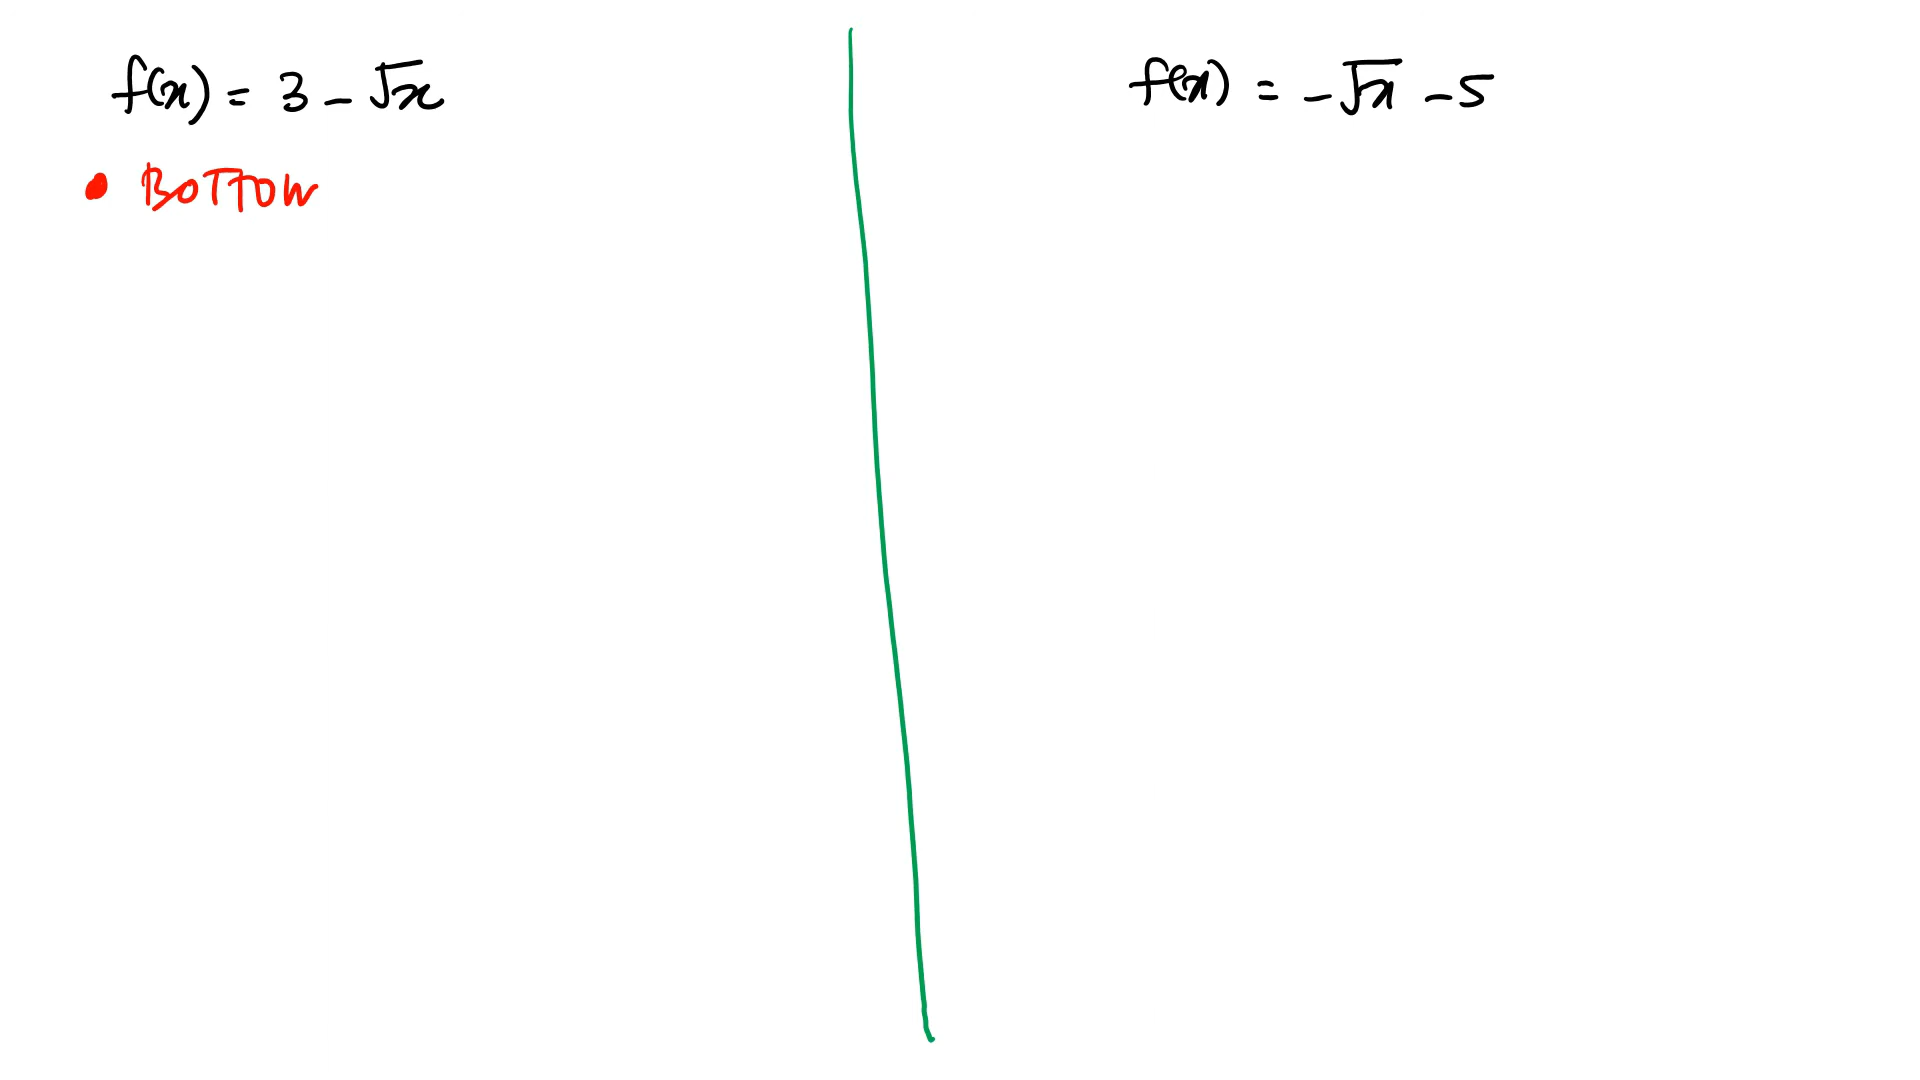 f(x) = 3 - √x
• BOTTOM
f(x) = -√x - 5